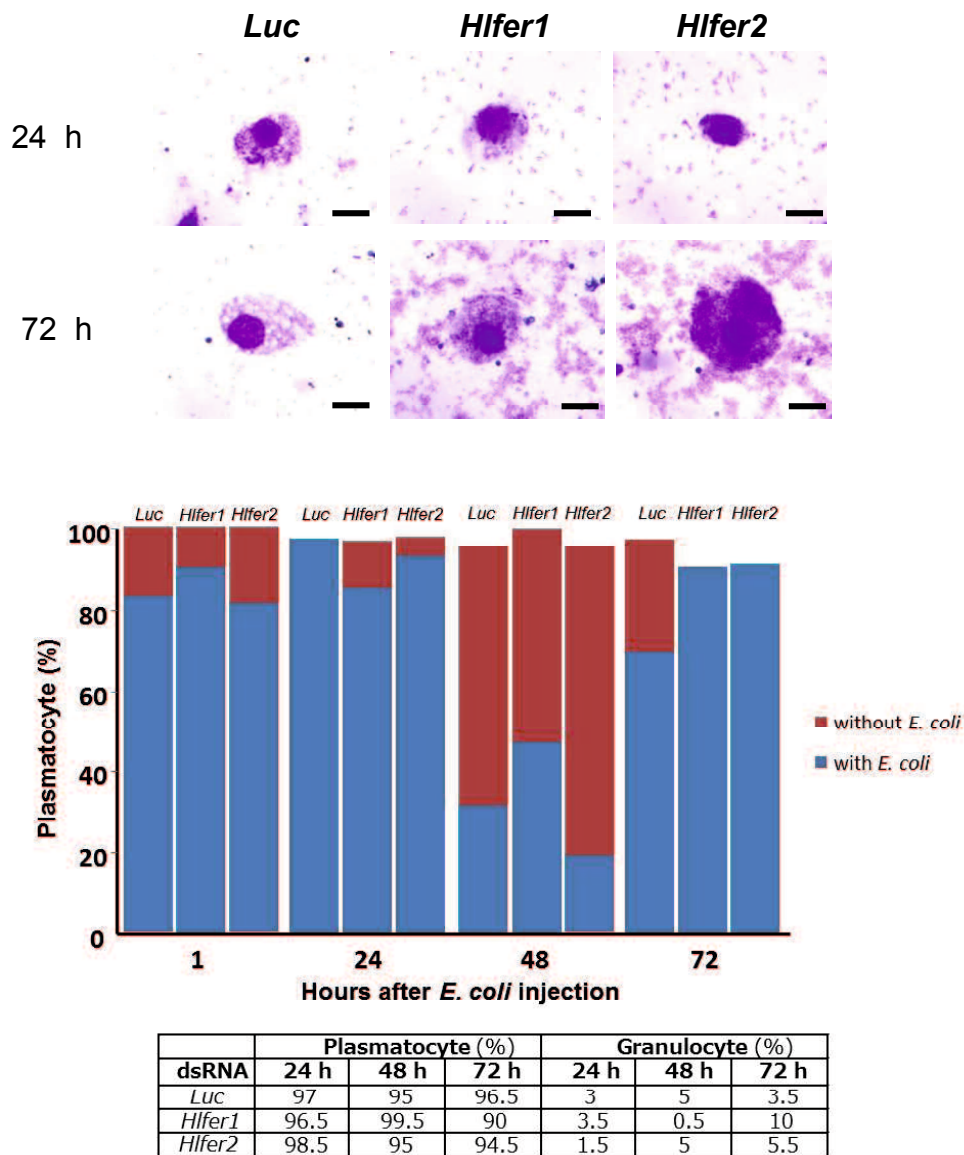 Luc Hlfer1 Hlfer2
24 h
72 h
Luc Hlfer1 Hlfer2 Luc Hlfer1 Hlfer2 Luc Hlfer1 Hlfer2 Luc Hlfer1 Hlfer2
100
80
60
40
20
0
Plasmatocyte (%)
without E. coli
with E. coli
1 24 48 72
Hours after E. coli injection
Plasmatocyte (%) Granulocyte (%)
dsRNA 24 h 48 h 72 h 24 h 48 h 72 h
Luc 97 95 96.5 3 5 3.5
Hlfer1 96.5 99.5 90 3.5 0.5 10
Hlfer2 98.5 95 94.5 1.5 5 5.5